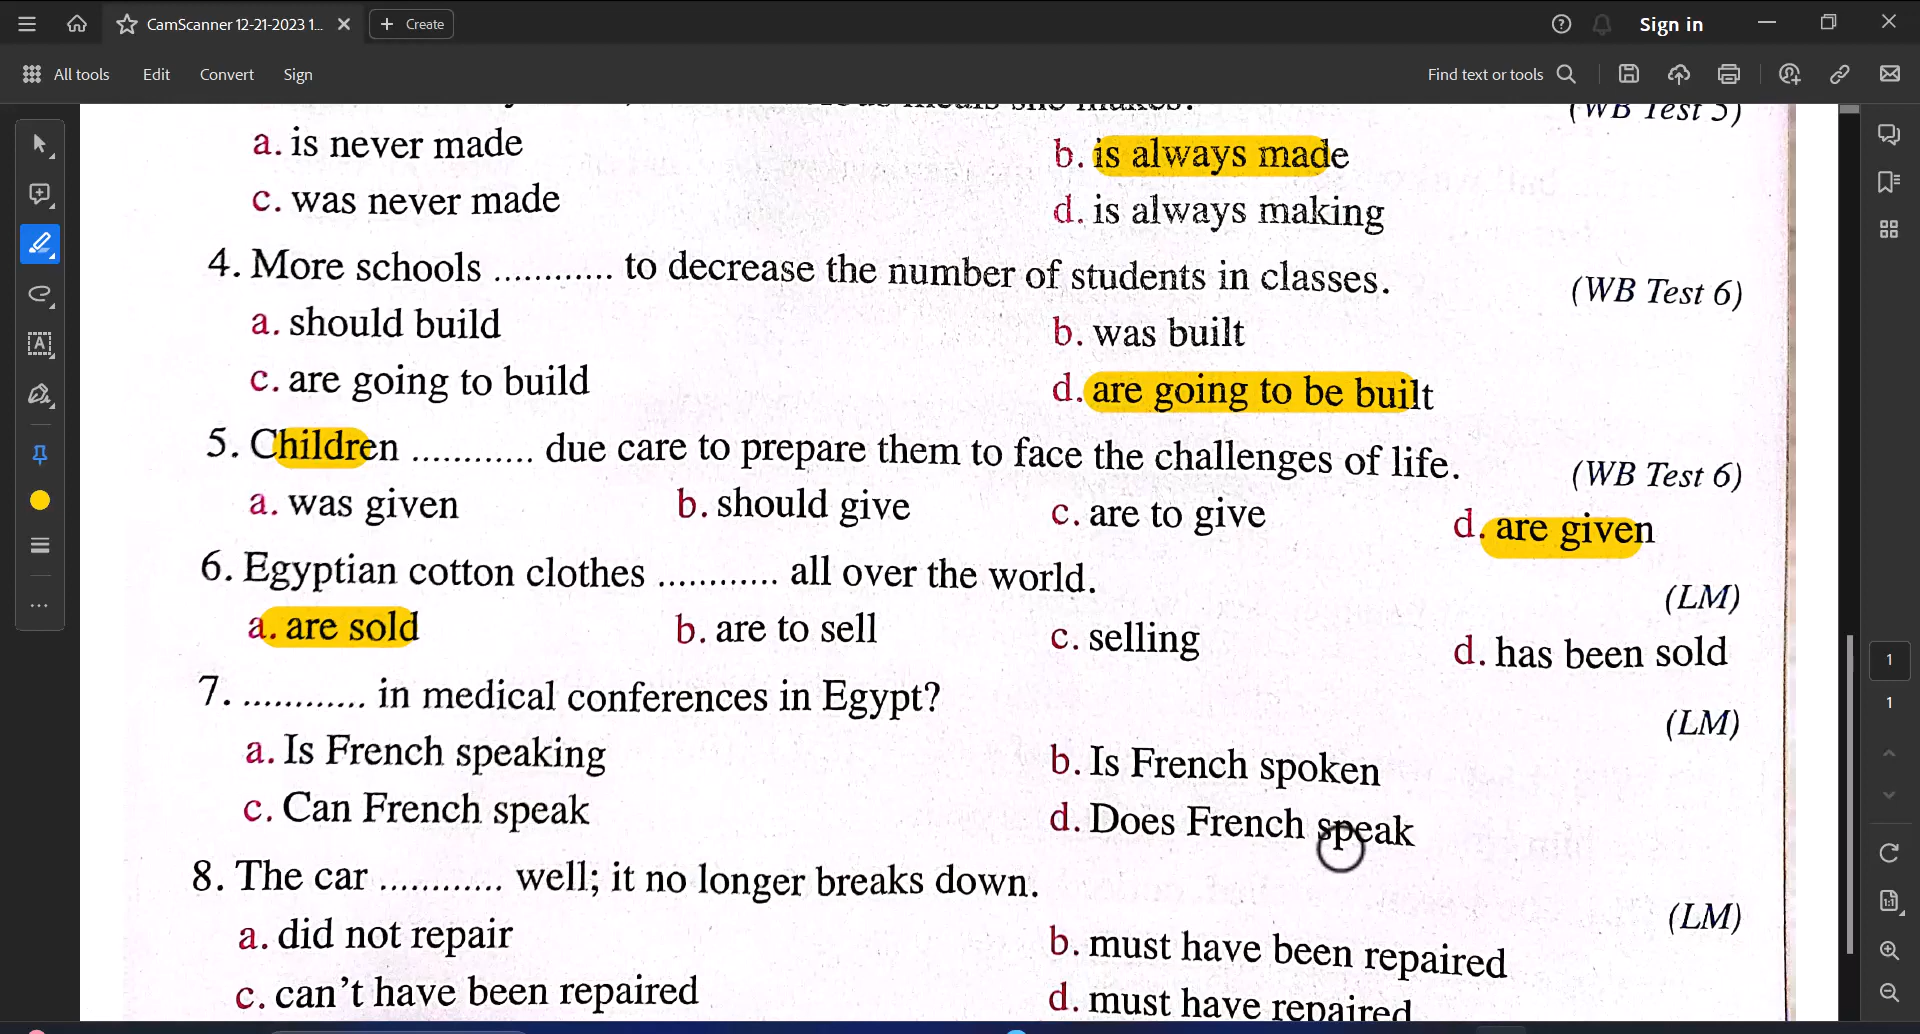 CamScanner 12-21-2023 1...
Create
Sign in
All tools
Edit
Convert
Sign
Find text or tools
meals she makes.
(WB Test 5)
a. is never made
b. is always made
c. was never made
d. is always making
4. More schools ............ to decrease the number of students in classes.
(WB Test 6)
a. should build
b. was built
c. are going to build
d. are going to be built
5. Children ............ due care to prepare them to face the challenges of life.
(WB Test 6)
a. was given
b. should give
c. are to give
d. are given
6. Egyptian cotton clothes ............ all over the world.
(LM)
a. are sold
b. are to sell
c. selling
d. has been sold
7. ............ in medical conferences in Egypt?
(LM)
a. Is French speaking
b. Is French spoken
c. Can French speak
d. Does French speak
8. The car ............ well; it no longer breaks down.
(LM)
a. did not repair
b. must have been repaired
c. can't have been repaired
d. must have repaired
1
1